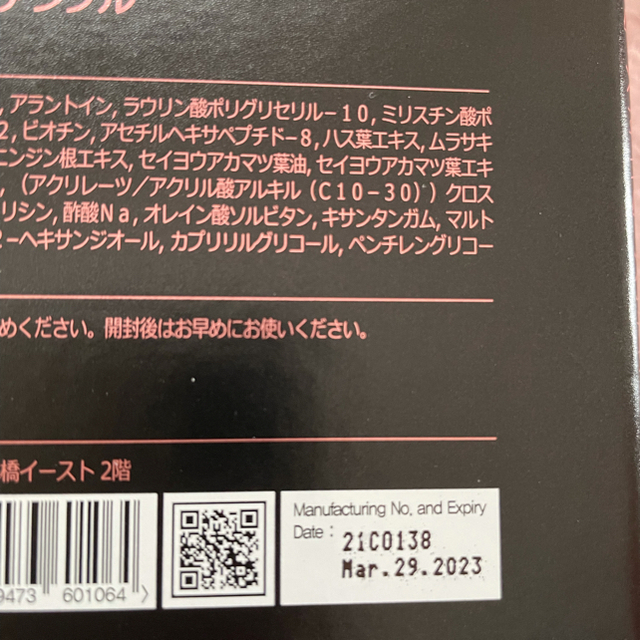 ンプル
, アラントイン, ラウリン酸ポリグリセリル－10, ミリスチン酸ポ
2, ビオチン, アセチルヘキサペプチド－8, ハス葉エキス, ムラサキ
ニンジン根エキス, セイヨウアカマツ葉油, セイヨウアカマツ葉エキ
, （アクリレーツ／アクリル酸アルキル（C10－30））クロス
リシン, 酢酸Na, オレイン酸ソルビタン, キサンタンガム, マルト
2－ヘキサンジオール, カプリリルグリコール, ペンチレングリコー
めください。開封後はお早めにお使いください。
橋イースト 2階
Manufacturing No. and Expiry
Date : 21C0138
Mar.29.2023
9473 601064